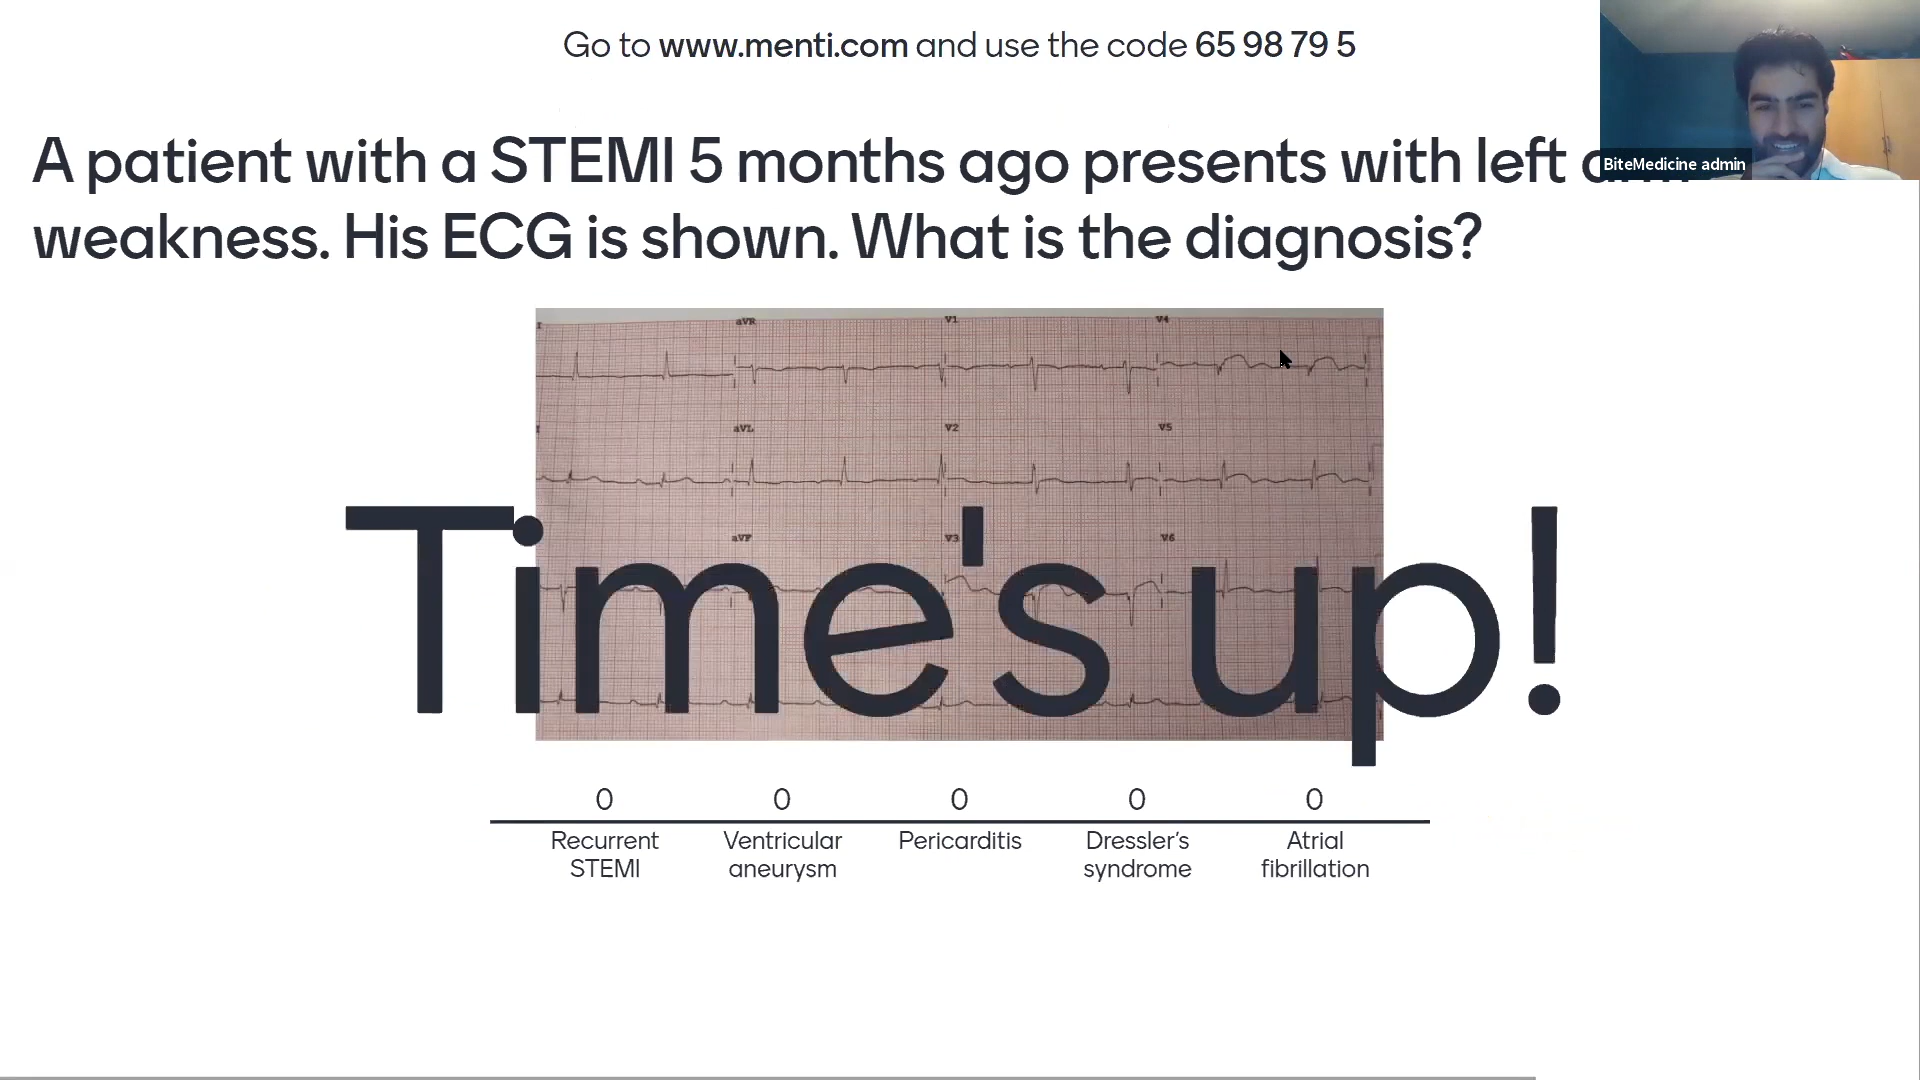 Go to www.menti.com and use the code 65 98 79 5
A patient with a STEMI 5 months ago presents with left
BiteMedicine admin
weakness. His ECG is shown. What is the diagnosis?
I aVR V1 V4
I aVL V2 V5
aVF V3 V6
Time's up!
0 0 0 0 0
Recurrent STEMI
Ventricular aneurysm
Pericarditis
Dressler's syndrome
Atrial fibrillation